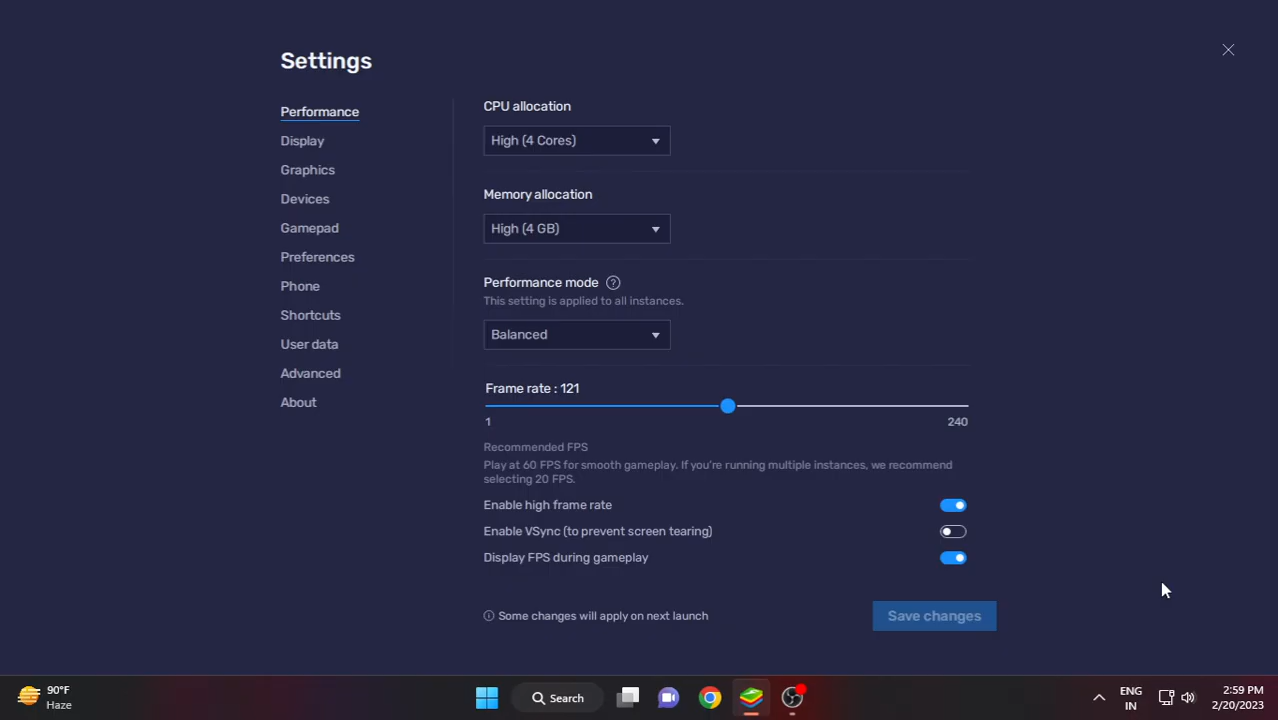 Settings
Performance
Display
Graphics
Devices
Gamepad
Preferences
Phone
Shortcuts
User data
Advanced
About
CPU allocation
High (4 Cores)
Memory allocation
High (4 GB)
Performance mode ?
This setting is applied to all instances.
Balanced
Frame rate : 121
1 240
Recommended FPS
Play at 60 FPS for smooth gameplay. If you're running multiple instances, we recommend
selecting 20 FPS.
Enable high frame rate
Enable VSync (to prevent screen tearing)
Display FPS during gameplay
Some changes will apply on next launch
Save changes
90°F
Haze
Search
ENG
IN
2:59 PM
2/20/2023